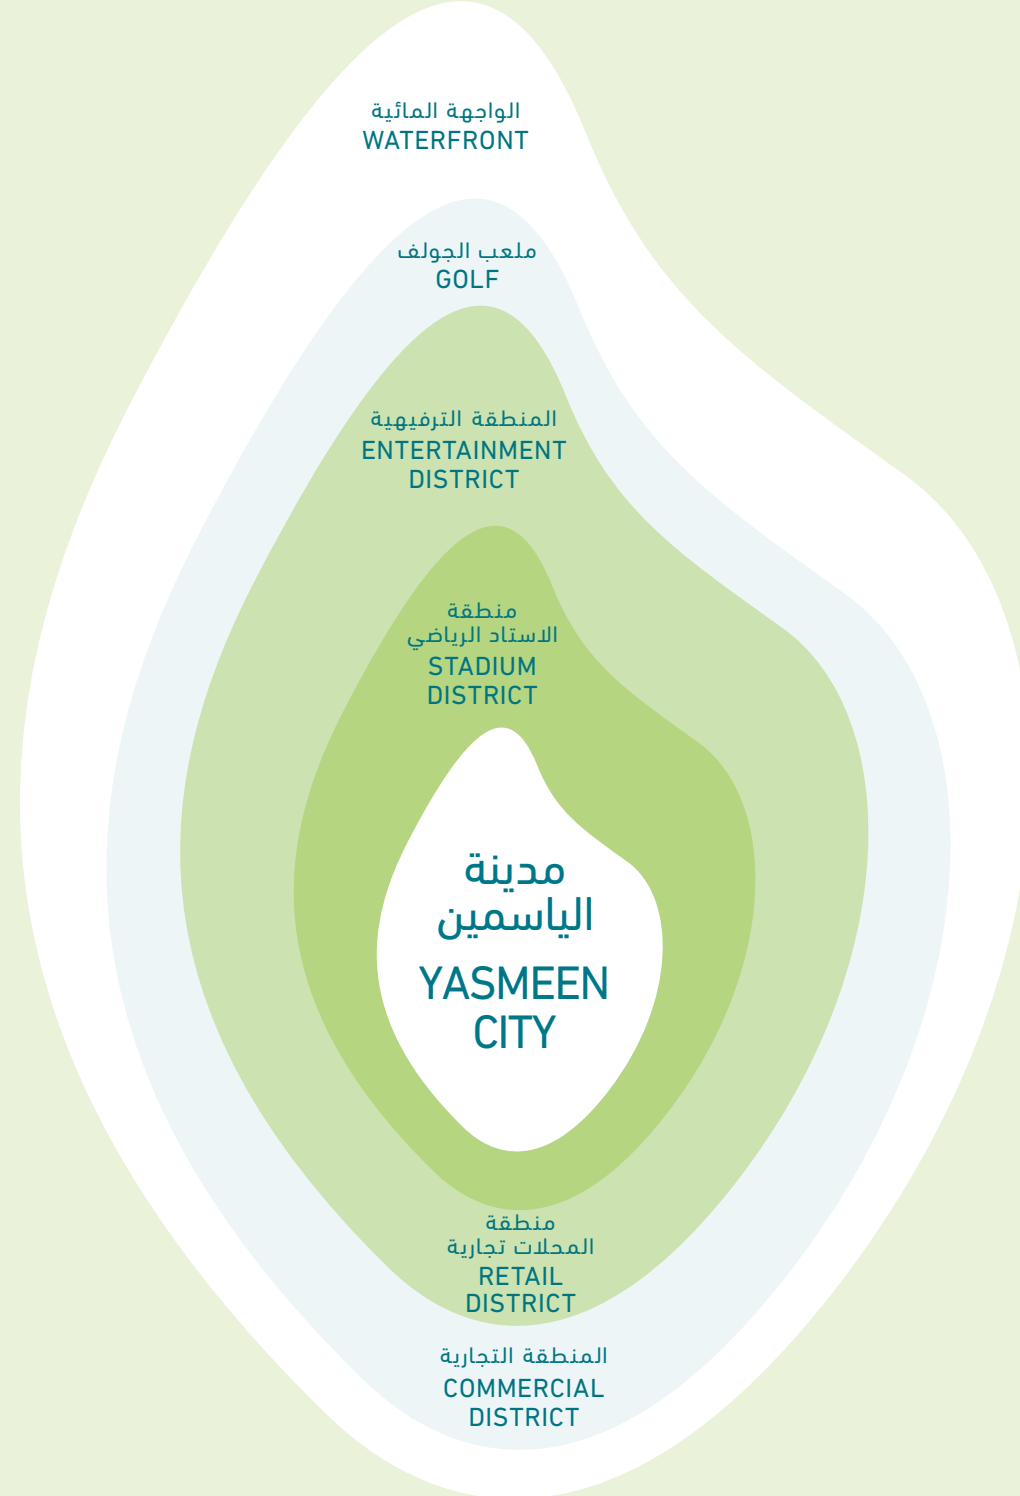 الواجهة المائية
WATERFRONT
ملعب الجولف
GOLF
المنطقة الترفيهية
ENTERTAINMENT
DISTRICT
منطقة
الاستاد الرياضي
STADIUM
DISTRICT
مدينة
الياسمين
YASMEEN
CITY
منطقة
المحلات تجارية
RETAIL
DISTRICT
المنطقة التجارية
COMMERCIAL
DISTRICT